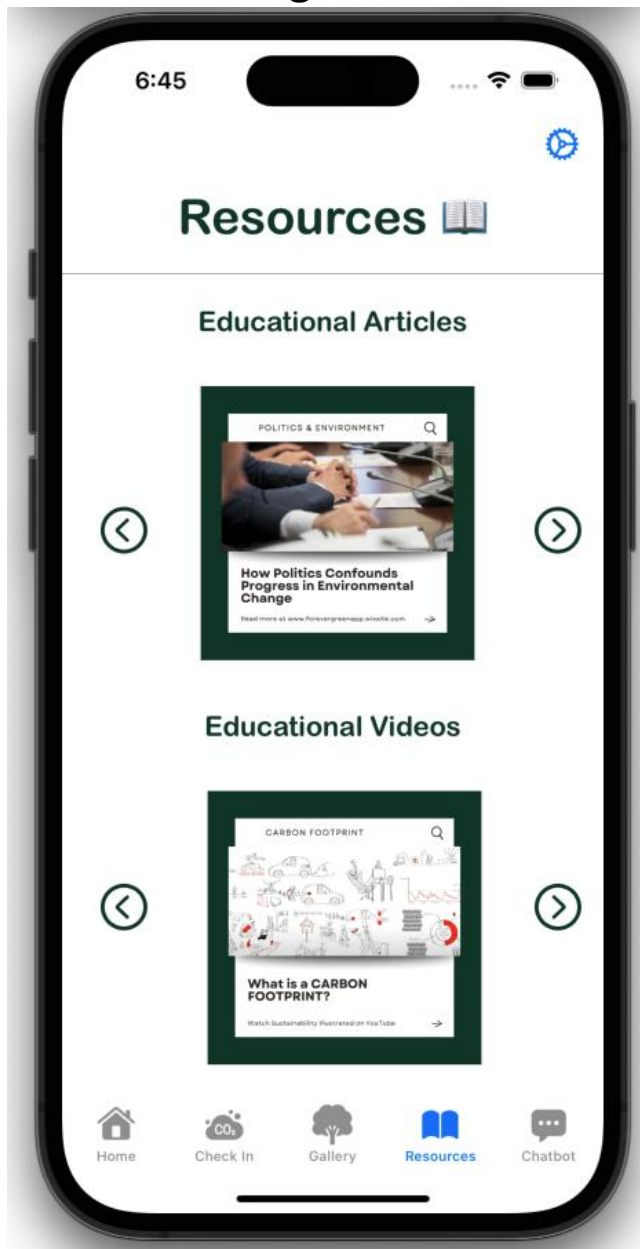 6:45
Resources
Educational Articles
POLITICS & ENVIRONMENT
How Politics Confounds
Progress in Environmental
Change
Read more at www.forevergreenapp.wixsite.com
Educational Videos
CARBON FOOTPRINT
What is a CARBON
FOOTPRINT?
Watch Sustainability Illustrated on YouTube
CO₂
Home Check In Gallery Resources Chatbot